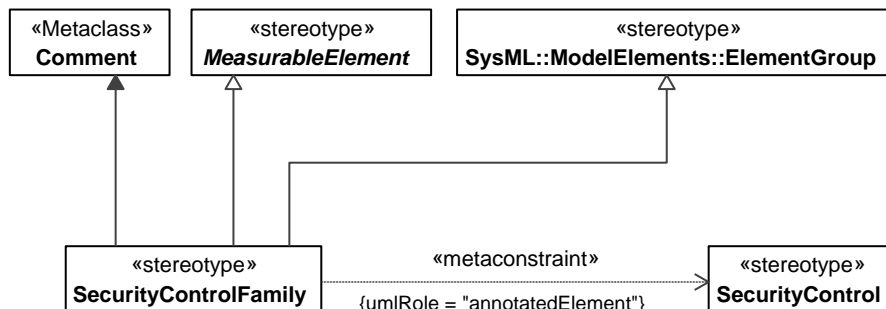 «Metaclass»
Comment
«stereotype»
MeasurableElement
«stereotype»
SysML::ModelElements::ElementGroup
«stereotype»
SecurityControlFamily
«metaconstraint»
{umlRole = "annotatedElement"}
«stereotype»
SecurityControl